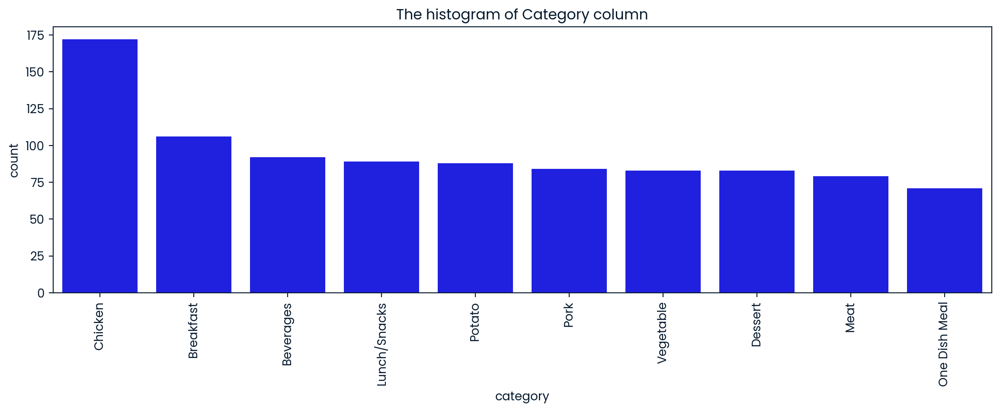 The histogram of Category column
count
175
150
125
100
75
50
25
0
Chicken
Breakfast
Beverages
Lunch/Snacks
Potato
Pork
Vegetable
Dessert
Meat
One Dish Meal
category